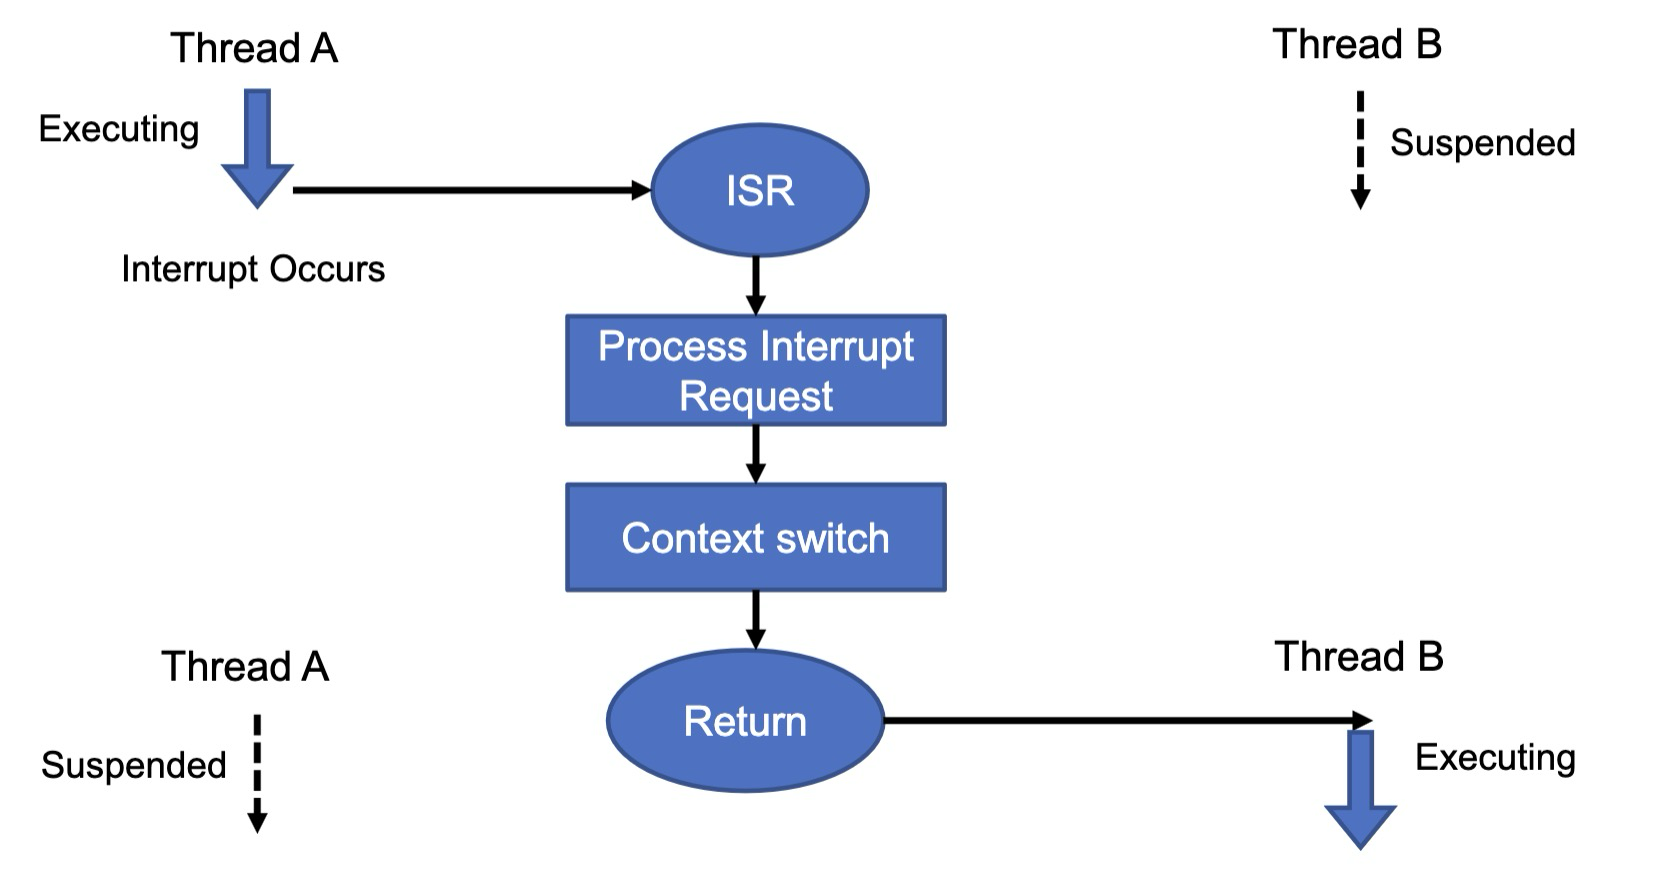 Thread A
Thread B
Executing
Suspended
ISR
Interrupt Occurs
Process Interrupt
Request
Context switch
Thread A
Thread B
Suspended
Return
Executing